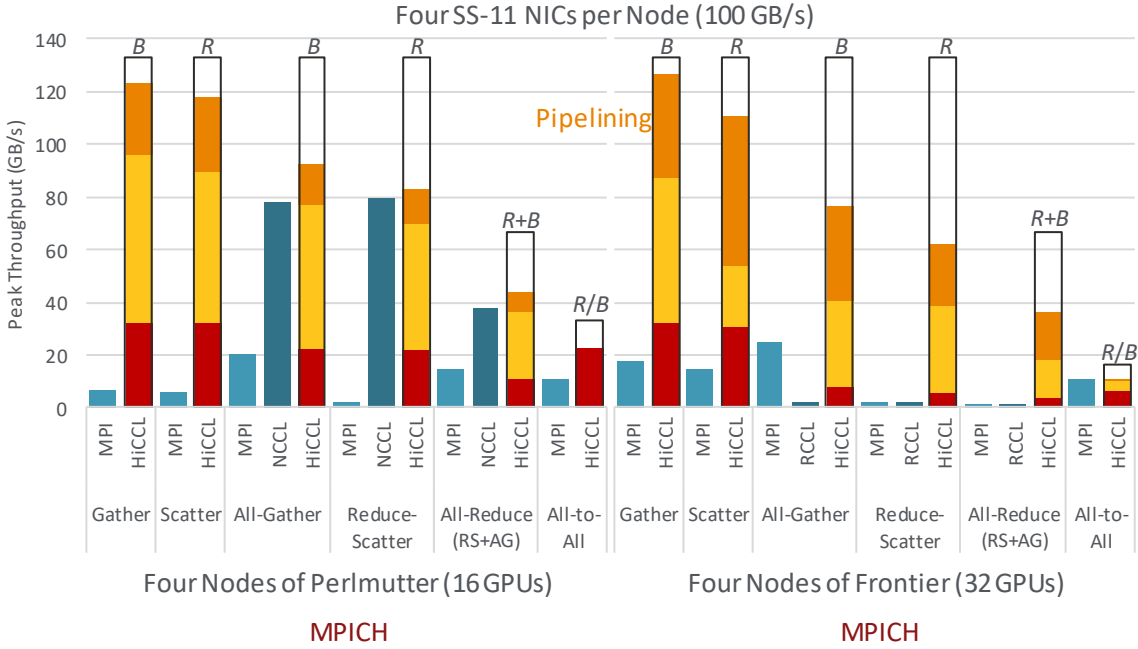 Four SS-11 NICs per Node (100 GB/s)
Peak Throughput (GB/s)
140
120
100
80
60
40
20
0
B
R
B
R
R+B
R/B
Pipelining
B
R
B
R
R+B
R/B
MPI
HiCCL
MPI
HiCCL
MPI
NCCL
HiCCL
MPI
NCCL
HiCCL
MPI
NCCL
HiCCL
MPI
HiCCL
MPI
HiCCL
MPI
HiCCL
MPI
RCCL
HiCCL
MPI
RCCL
HiCCL
MPI
RCCL
HiCCL
MPI
HiCCL
Gather
Scatter
All-Gather
Reduce-
Scatter
All-Reduce
(RS+AG)
All-to-
All
Gather
Scatter
All-Gather
Reduce-
Scatter
All-Reduce
(RS+AG)
All-to-
All
Four Nodes of Perlmutter (16 GPUs)
Four Nodes of Frontier (32 GPUs)
MPICH
MPICH